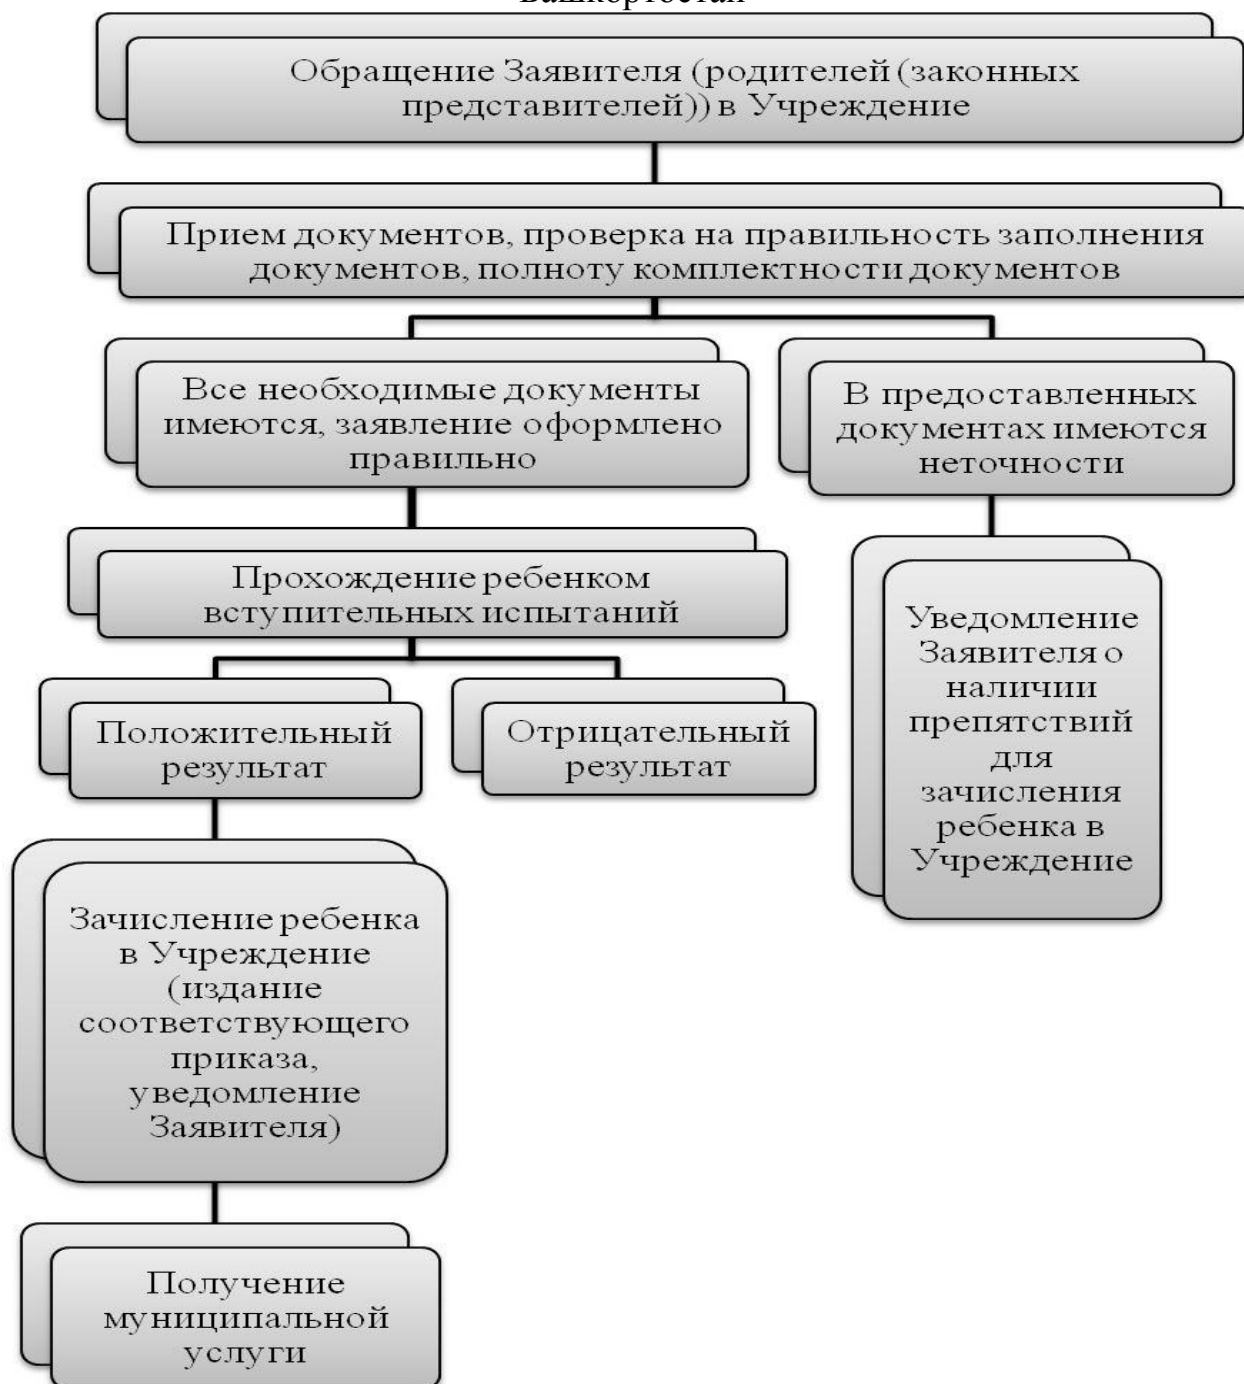 Башкортостан
Обращение Заявителя (родителей (законных
представителей)) в Учреждение
Прием документов, проверка на правильность заполнения
документов, полноту комплектности документов
Все необходимые документы
имеются, заявление оформлено
правильно
В предоставленных
документах имеются
неточности
Прохождение ребенком
вступительных испытаний
Уведомление
Заявителя о
наличии
препятствий
для
зачисления
ребенка в
Учреждение
Положительный
результат
Отрицательный
результат
Зачисление ребенка
в Учреждение
(издание
соответствующего
приказа,
уведомление
Заявителя)
Получение
муниципальной
услуги